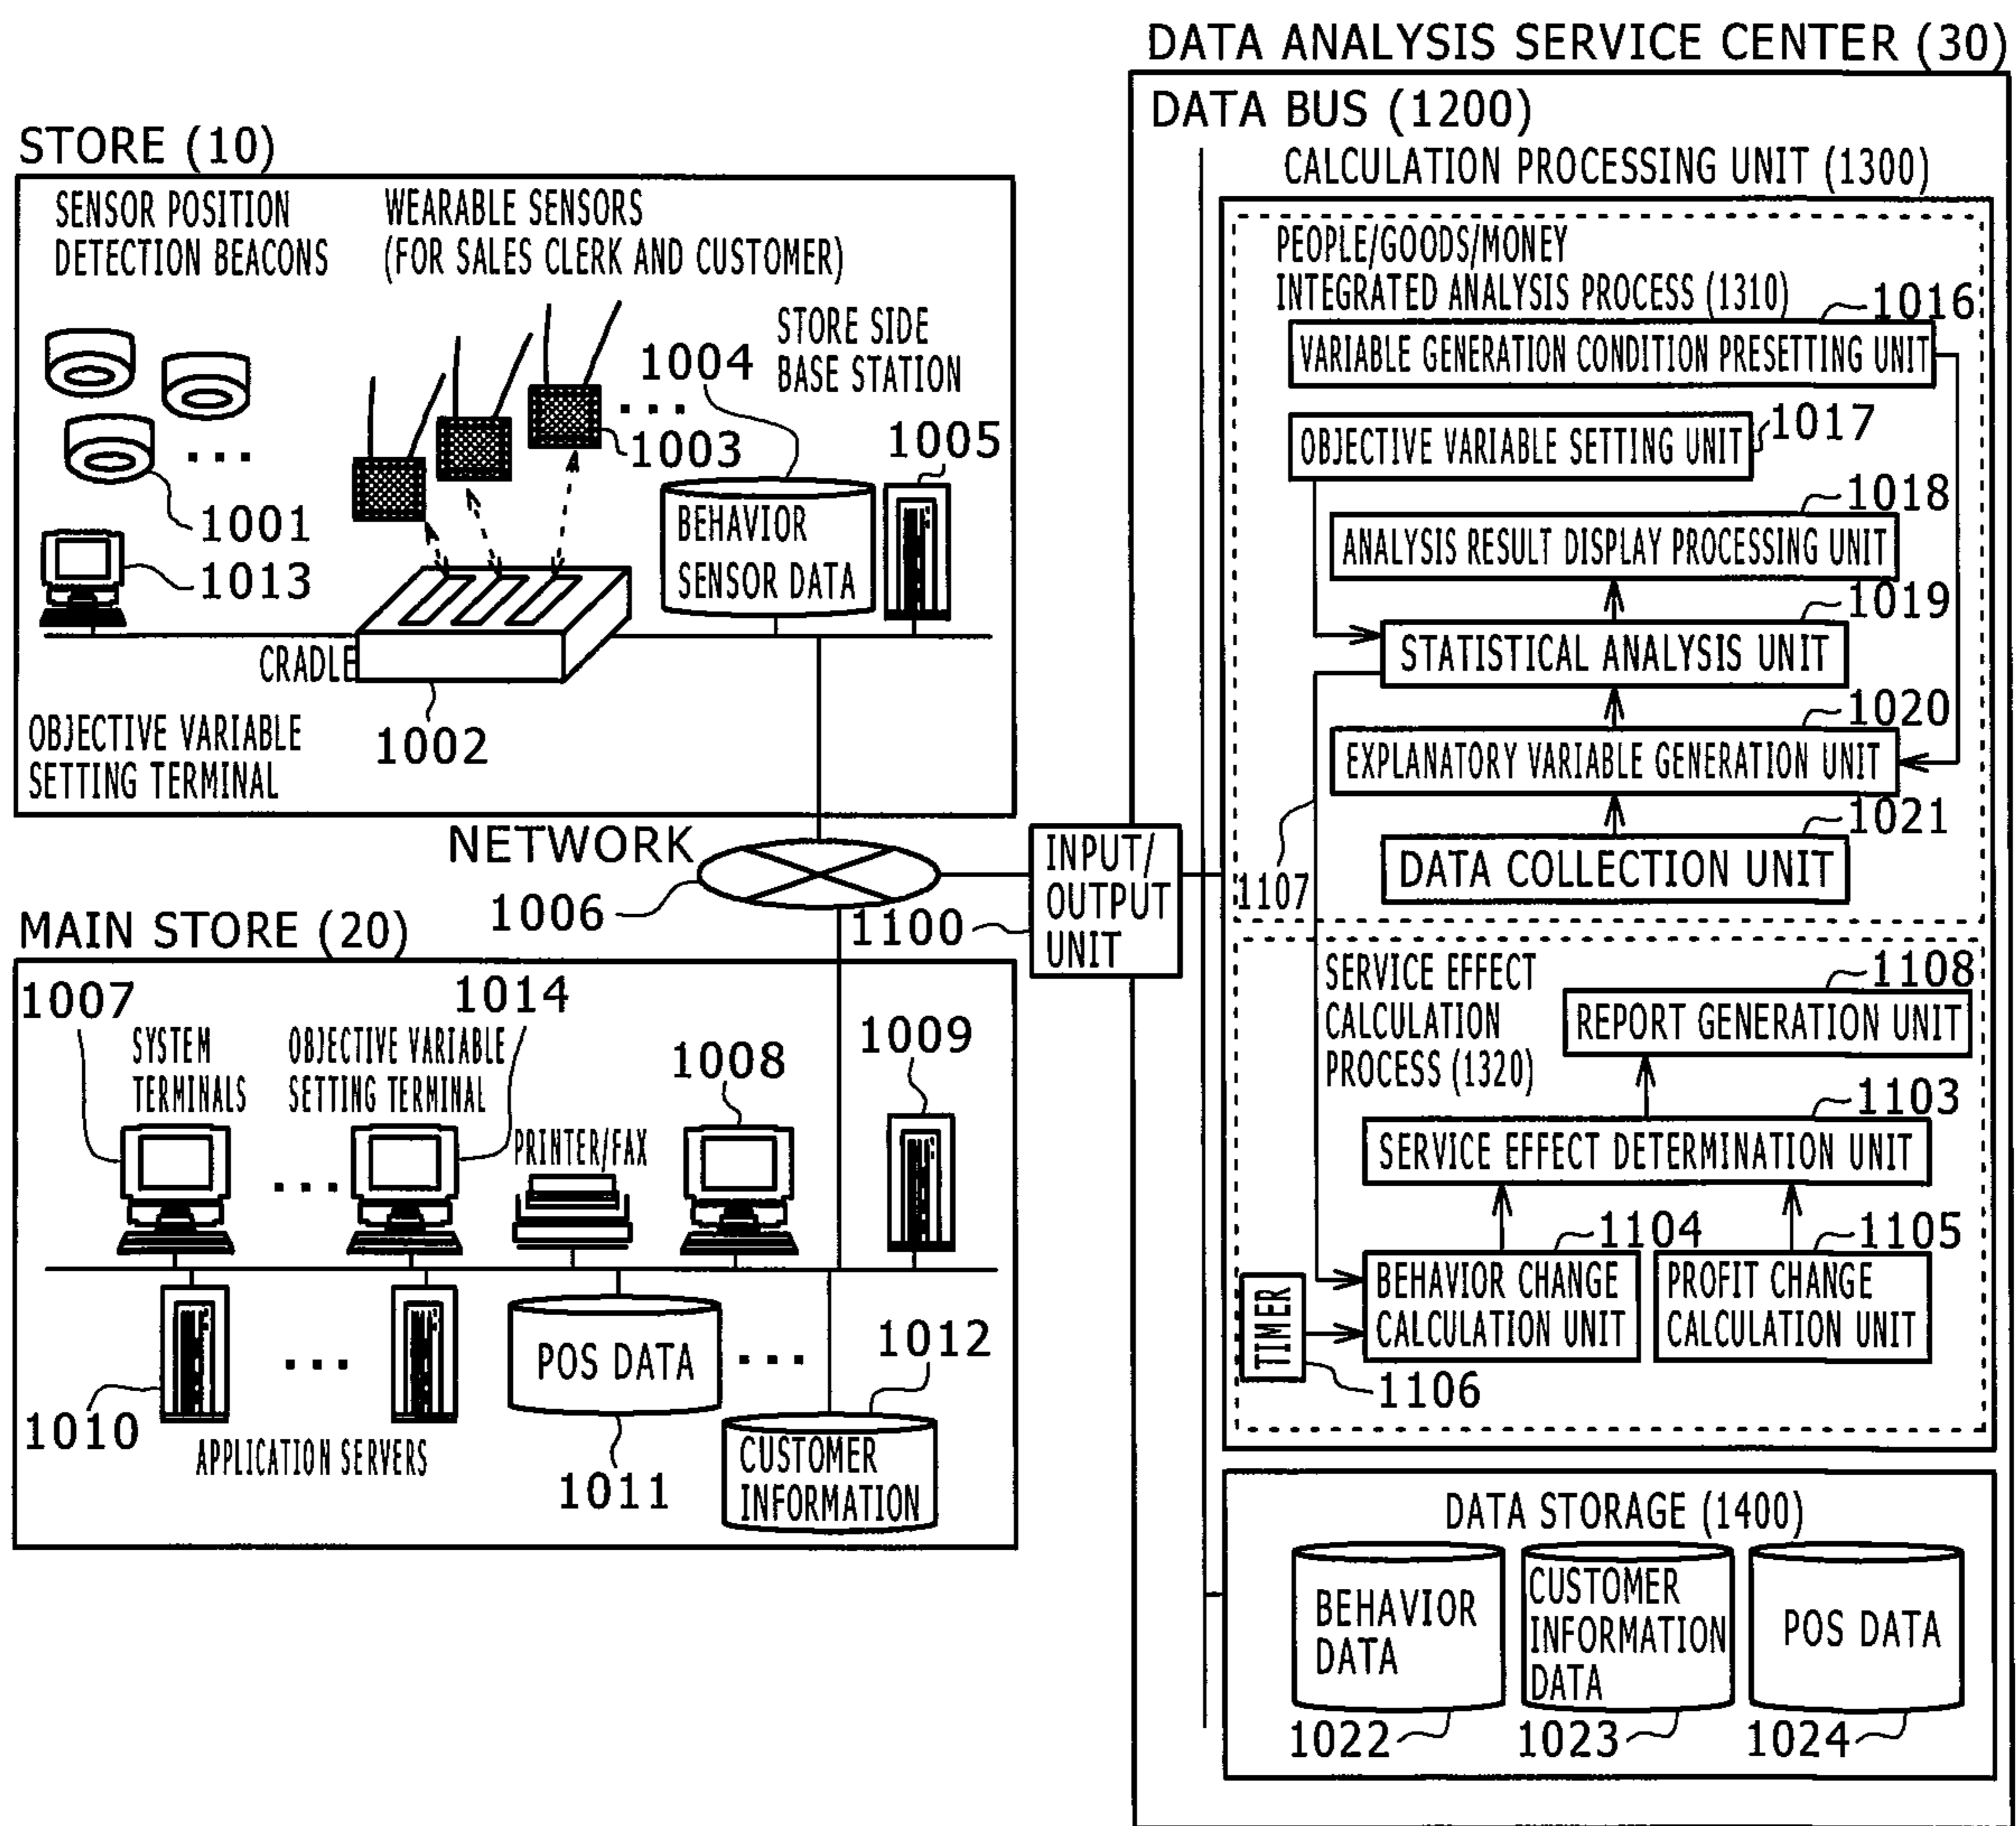 DATA ANALYSIS SERVICE CENTER (30)
DATA BUS (1200)
STORE (10)
SENSOR POSITION
DETECTION BEACONS
WEARABLE SENSORS
(FOR SALES CLERK AND CUSTOMER)
STORE SIDE
BASE STATION
1004
1003
1005
1001
1013
BEHAVIOR
SENSOR DATA
CRADLE
1002
OBJECTIVE VARIABLE
SETTING TERMINAL
NETWORK
1006
1100
INPUT/
OUTPUT
UNIT
MAIN STORE (20)
1007
SYSTEM
TERMINALS
1014
OBJECTIVE VARIABLE
SETTING TERMINAL
PRINTER/FAX
1008
1009
1010
APPLICATION SERVERS
POS DATA
1011
1012
CUSTOMER
INFORMATION
CALCULATION PROCESSING UNIT (1300)
PEOPLE/GOODS/MONEY
INTEGRATED ANALYSIS PROCESS (1310)
1016
VARIABLE GENERATION CONDITION PRESETTING UNIT
OBJECTIVE VARIABLE SETTING UNIT
1017
1018
ANALYSIS RESULT DISPLAY PROCESSING UNIT
1019
STATISTICAL ANALYSIS UNIT
1020
EXPLANATORY VARIABLE GENERATION UNIT
1021
DATA COLLECTION UNIT
1107
SERVICE EFFECT
CALCULATION
PROCESS (1320)
1108
REPORT GENERATION UNIT
1103
SERVICE EFFECT DETERMINATION UNIT
1104
1105
BEHAVIOR CHANGE
CALCULATION UNIT
PROFIT CHANGE
CALCULATION UNIT
TIMER
1106
DATA STORAGE (1400)
BEHAVIOR
DATA
CUSTOMER
INFORMATION
DATA
POS DATA
1022
1023
1024